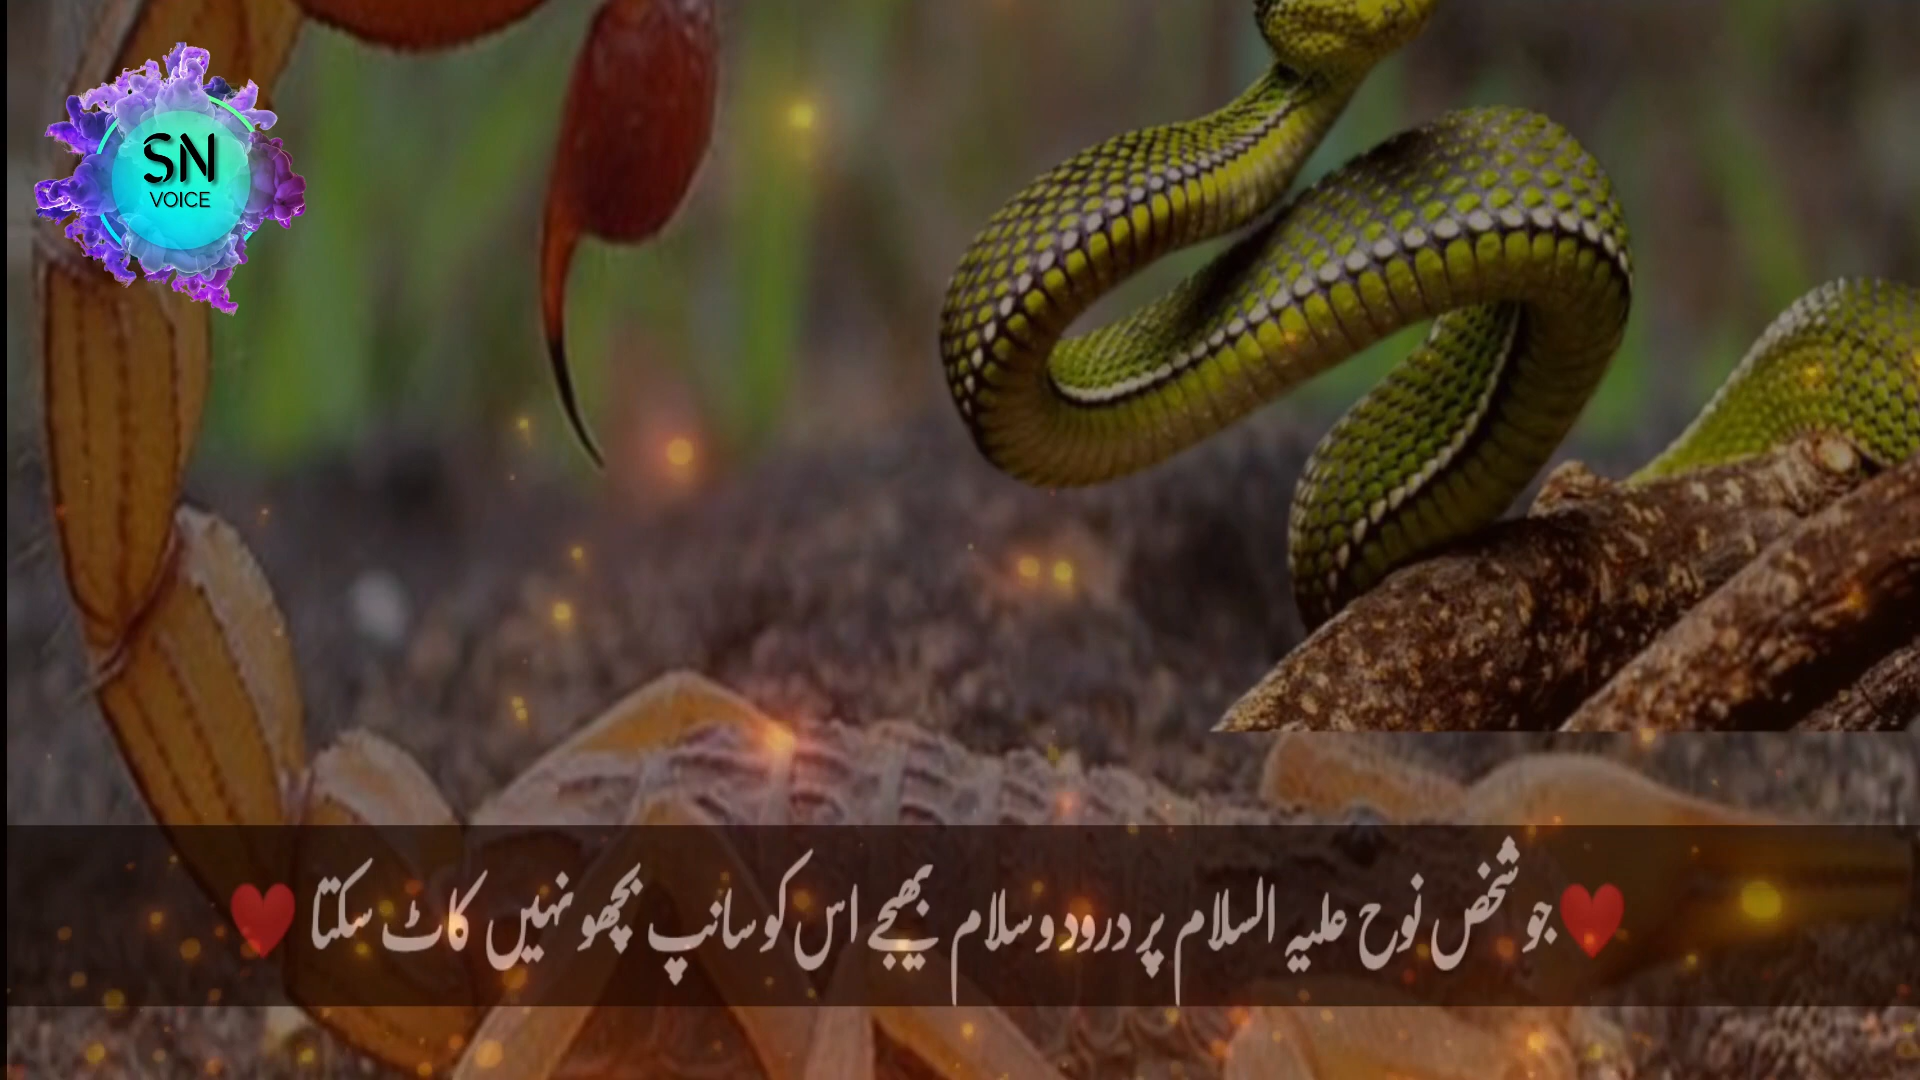 SN
VOICE
♥جو شخص نوح علیہ السلام پر درود و سلام بھیجے اس کو سانپ بچھو نہیں کاٹ سکتا ♥